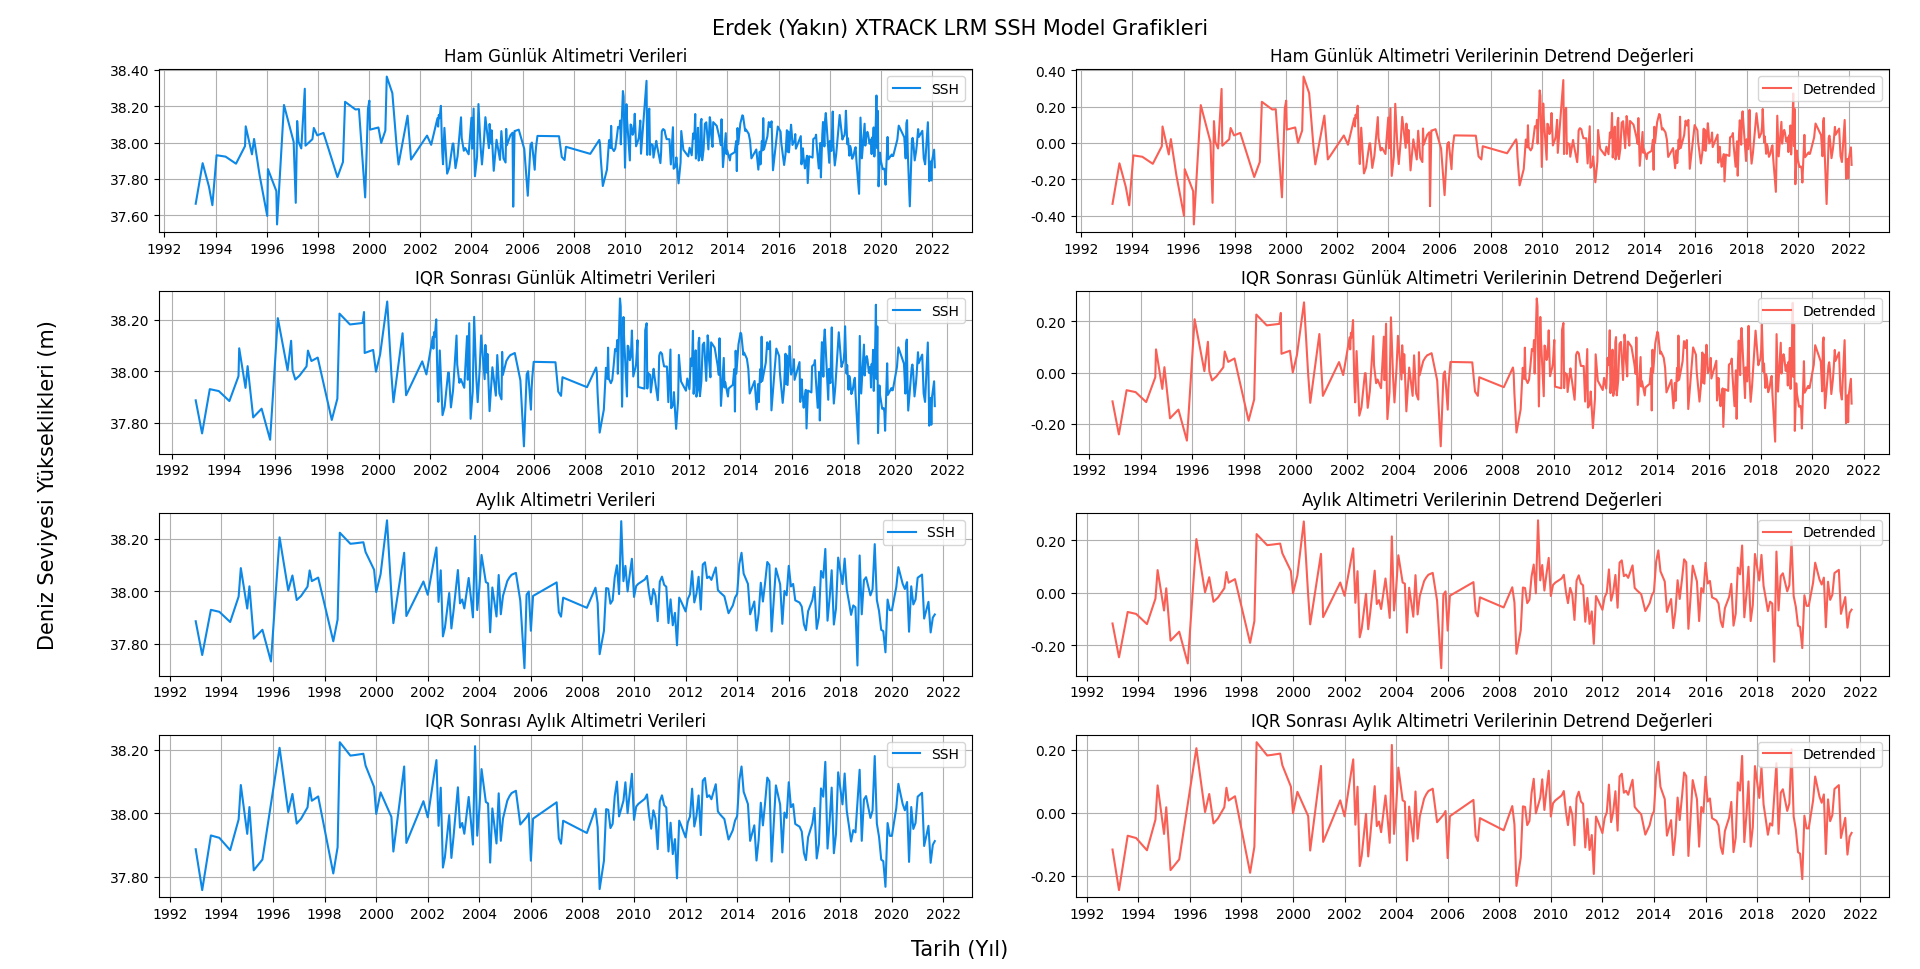 Erdek (Yakın) XTRACK LRM SSH Model Grafikleri
Ham Günlük Altimetri Verileri
38.40
38.20
38.00
37.80
37.60
SSH
1992 1994 1996 1998 2000 2002 2004 2006 2008 2010 2012 2014 2016 2018 2020 2022
Ham Günlük Altimetri Verilerinin Detrend Değerleri
0.40
0.20
0.00
-0.20
-0.40
Detrended
1992 1994 1996 1998 2000 2002 2004 2006 2008 2010 2012 2014 2016 2018 2020 2022
IQR Sonrası Günlük Altimetri Verileri
38.20
38.00
37.80
SSH
1992 1994 1996 1998 2000 2002 2004 2006 2008 2010 2012 2014 2016 2018 2020 2022
IQR Sonrası Günlük Altimetri Verilerinin Detrend Değerleri
0.20
0.00
-0.20
Detrended
1992 1994 1996 1998 2000 2002 2004 2006 2008 2010 2012 2014 2016 2018 2020 2022
Aylık Altimetri Verileri
38.20
38.00
37.80
SSH
1992 1994 1996 1998 2000 2002 2004 2006 2008 2010 2012 2014 2016 2018 2020 2022
Aylık Altimetri Verilerinin Detrend Değerleri
0.20
0.00
-0.20
Detrended
1992 1994 1996 1998 2000 2002 2004 2006 2008 2010 2012 2014 2016 2018 2020 2022
IQR Sonrası Aylık Altimetri Verileri
38.20
38.00
37.80
SSH
1992 1994 1996 1998 2000 2002 2004 2006 2008 2010 2012 2014 2016 2018 2020 2022
IQR Sonrası Aylık Altimetri Verilerinin Detrend Değerleri
0.20
0.00
-0.20
Detrended
1992 1994 1996 1998 2000 2002 2004 2006 2008 2010 2012 2014 2016 2018 2020 2022
Deniz Seviyesi Yükseklikleri (m)
Tarih (Yıl)